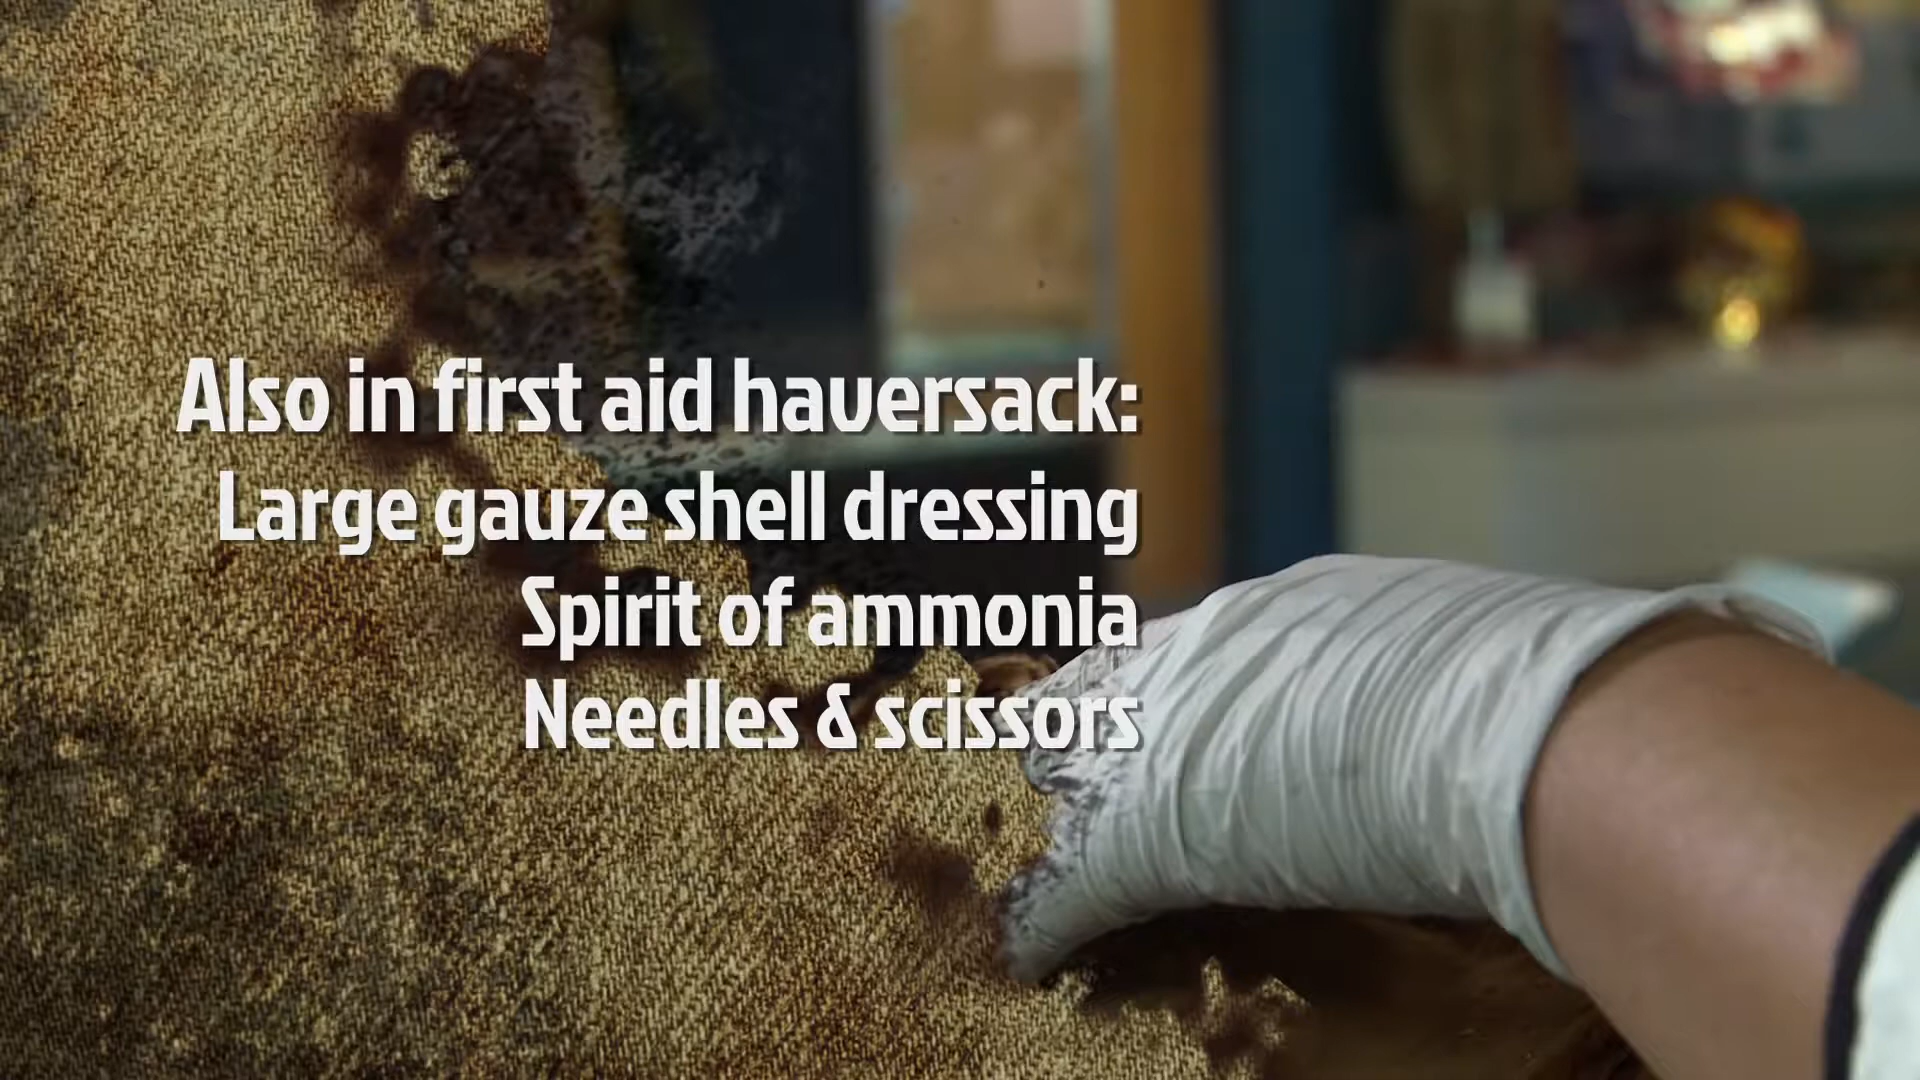 Also in first aid haversack:
Large gauze shell dressing
Spirit of ammonia
Needles & scissors